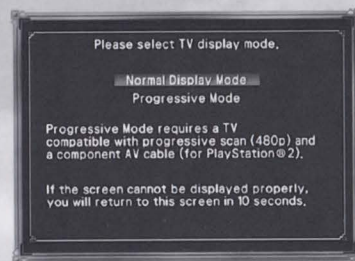 Please select TV display mode.
Normal Display Mode
Progressive Mode
Progressive Mode requires a TV
compatible with progressive scan (480p) and
a component AV cable (for PlayStation®2).
If the screen cannot be displayed properly,
you will return to this screen in 10 seconds.